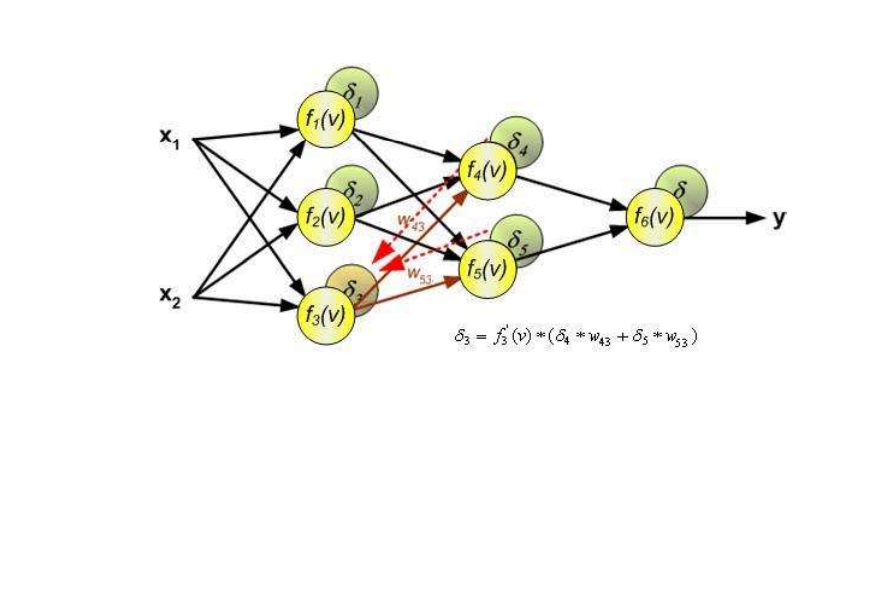 x₁
x₂
f₁(v)
δ₁
f₂(v)
δ₂
f₃(v)
δ₃
w₄₃
w₅₃
f₄(v)
δ₄
f₅(v)
δ₅
f₆(v)
δ
y
δ₃ = f₃'(v) * (δ₄ * w₄₃ + δ₅ * w₅₃)